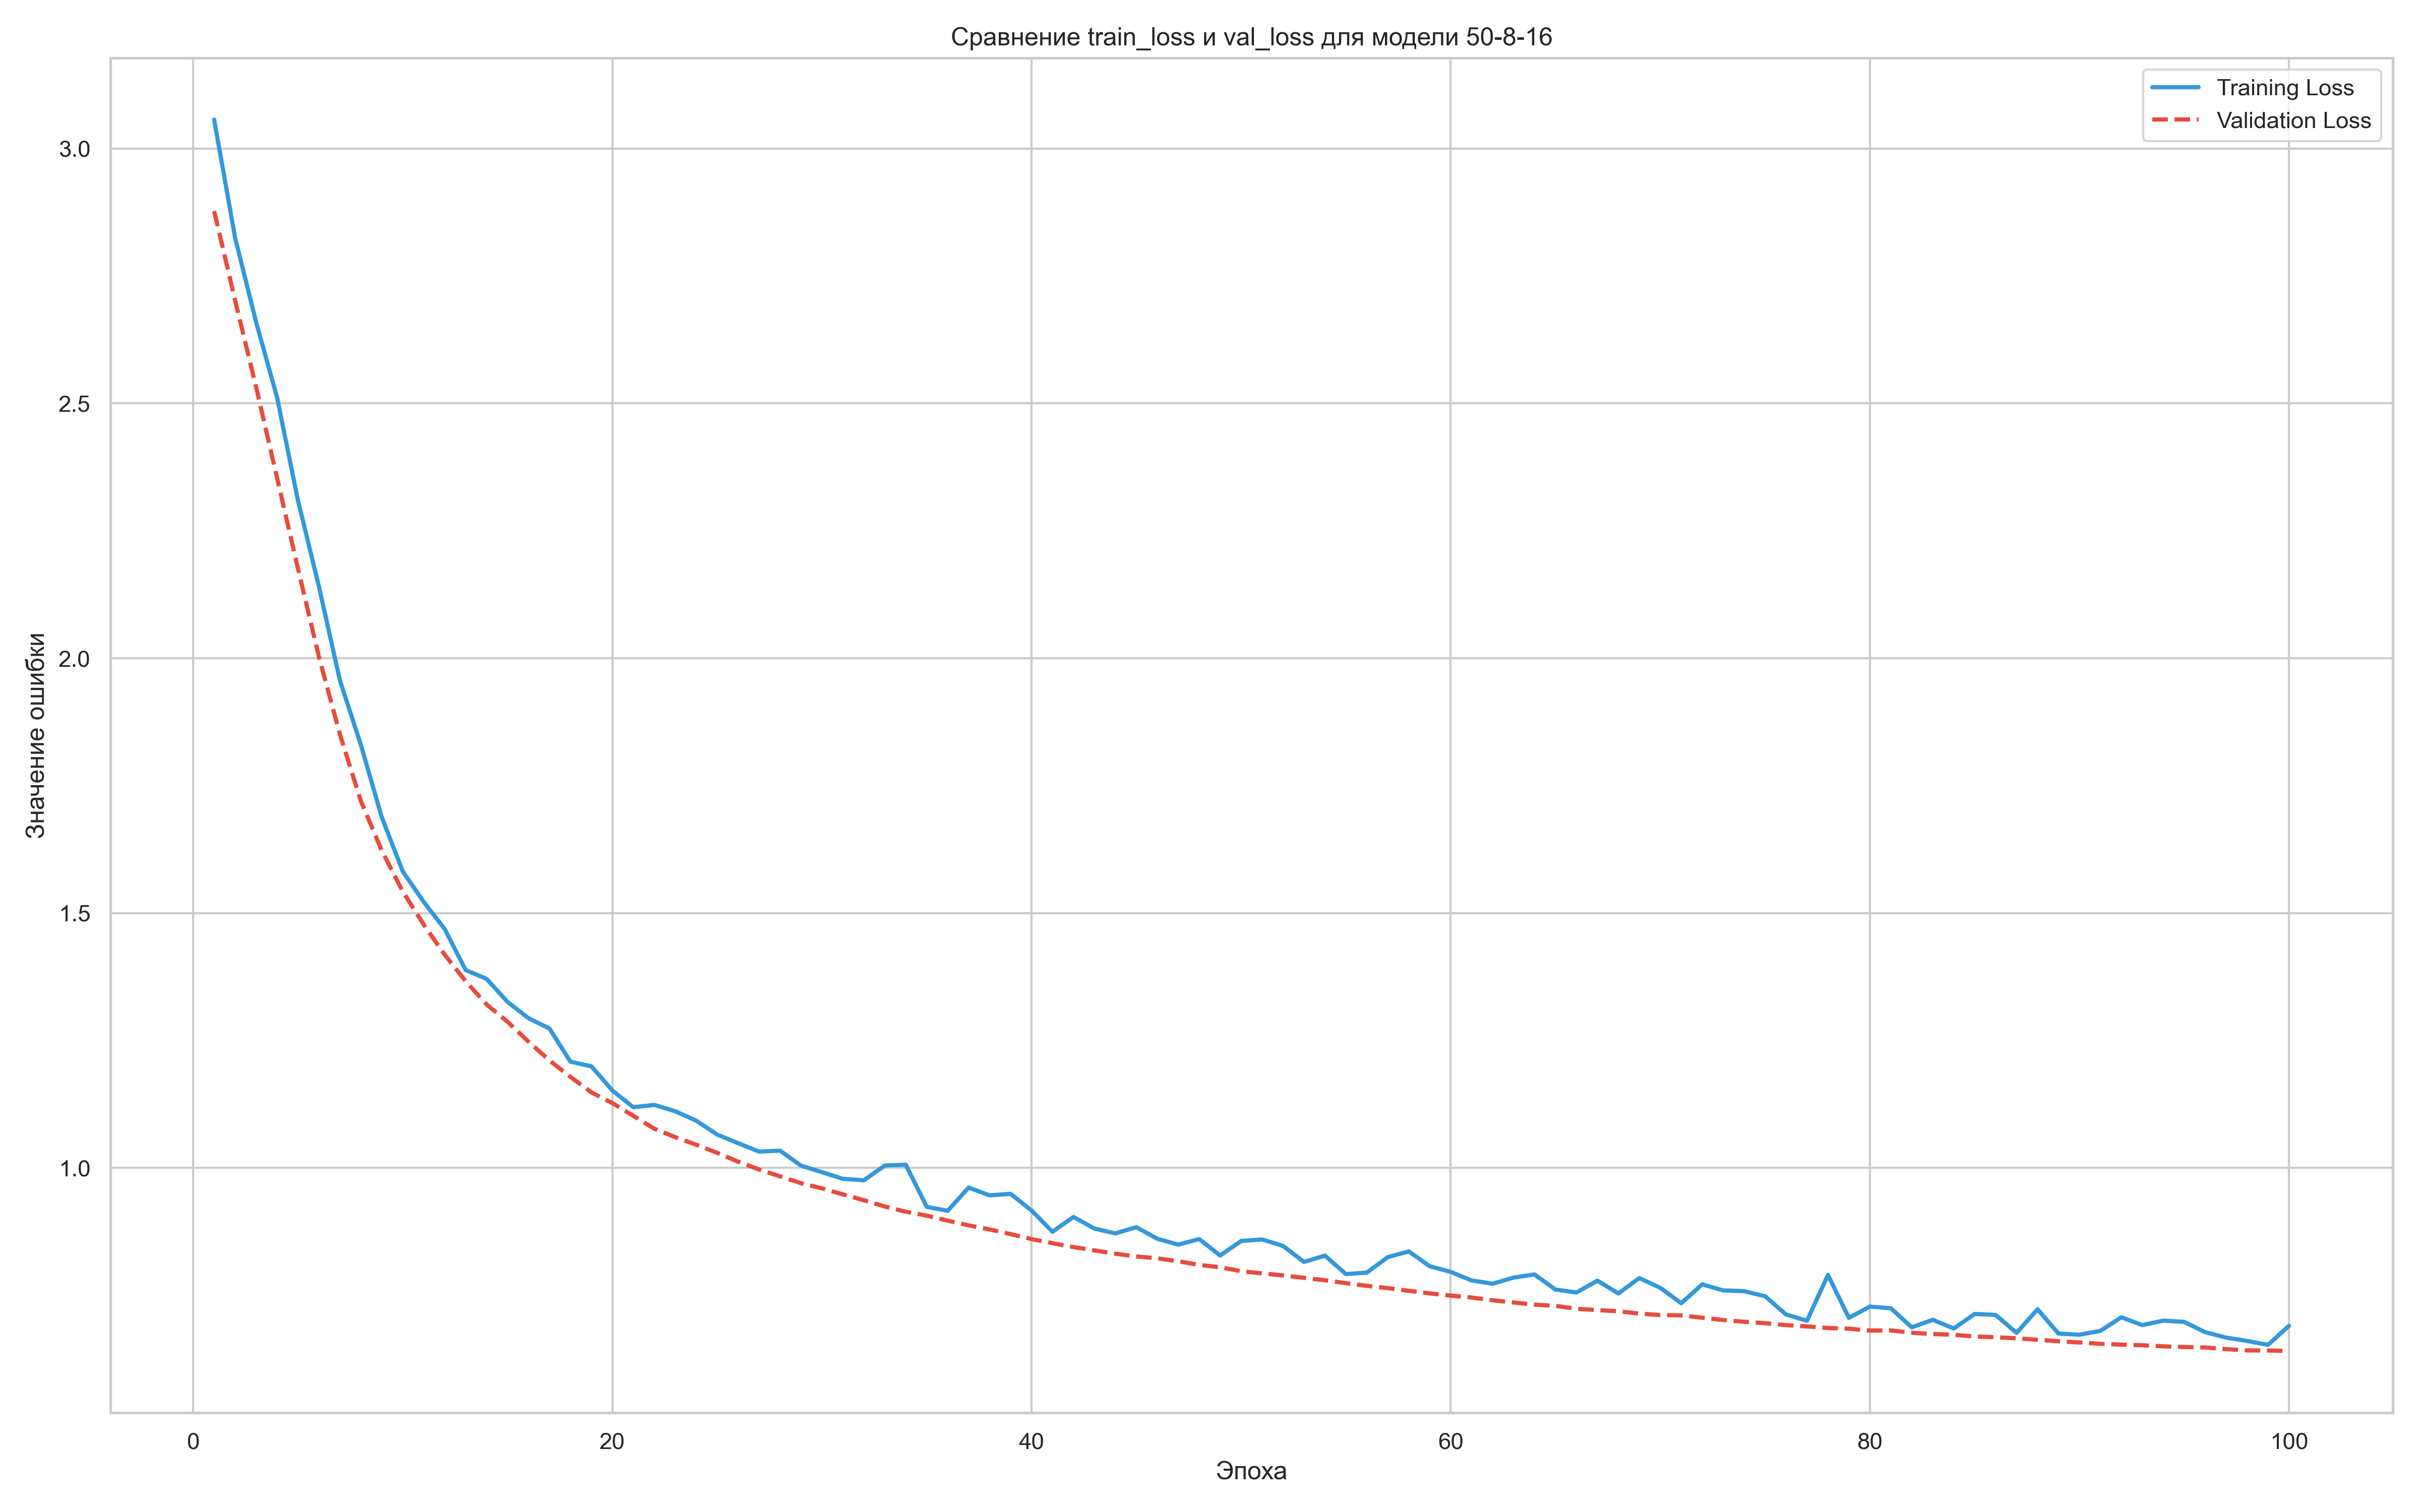 Сравнение train_loss и val_loss для модели 50-8-16
Training Loss
Validation Loss
3.0
2.5
2.0
1.5
1.0
Значение ошибки
0
20
40
60
80
100
Эпоха